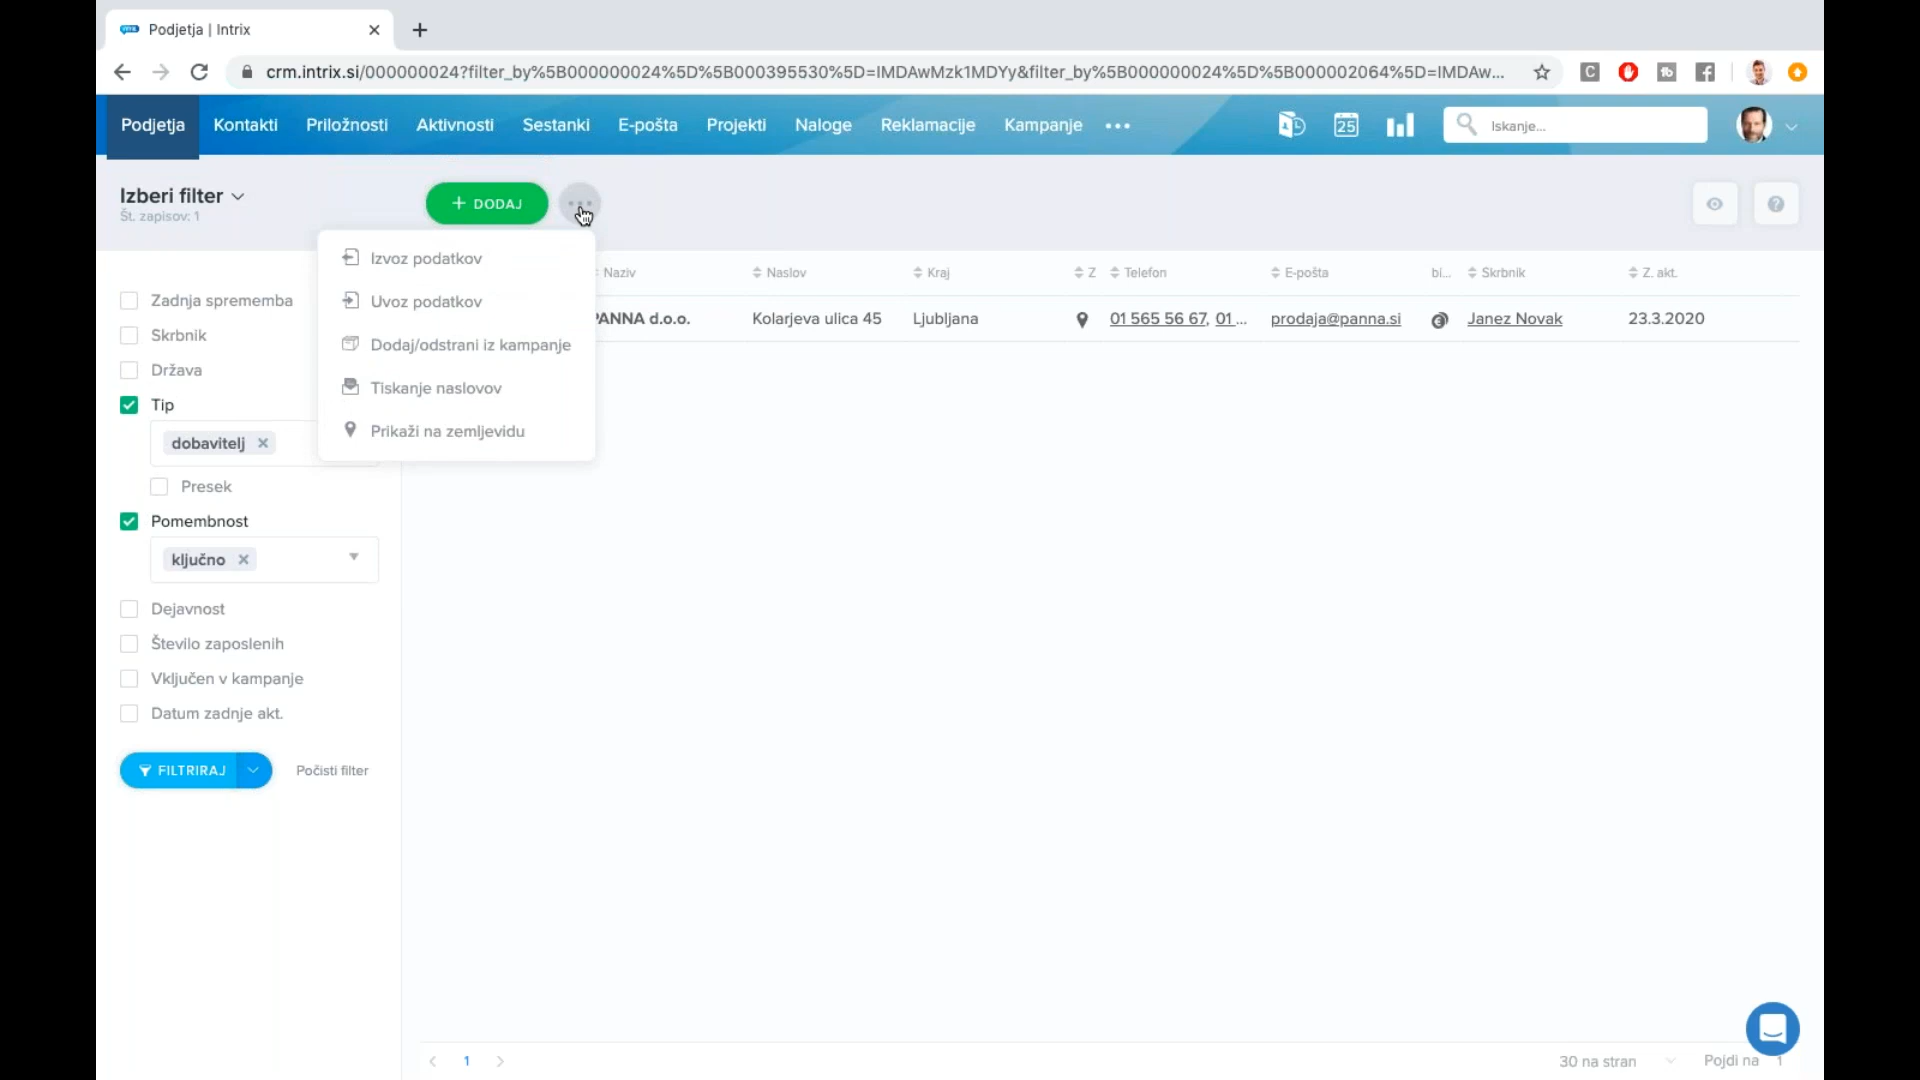 Podjetja | Intrix
crm.intrix.si/000000024?filter_by%5B000000024%5D%5B000395530%5D=IMDAwMzk1MDYy&filter_by%5B000000024%5D%5B000002064%5D=IMDAw...
Podjetja Kontakti Priložnosti Aktivnosti Sestanki E-pošta Projekti Naloge Reklamacije Kampanje
25
Iskanje...
Izberi filter
Št. zapisov: 1
+ DODAJ
Izvoz podatkov
Uvoz podatkov
Dodaj/odstrani iz kampanje
Tiskanje naslovov
Prikaži na zemljevidu
Naziv Naslov Kraj Z Telefon E-pošta bi... Skrbnik Z. akt.
PANNA d.o.o. Kolarjeva ulica 45 Ljubljana 01 565 56 67, 01 ... prodaja@panna.si Janez Novak 23.3.2020
Zadnja sprememba
Skrbnik
Država
Tip
dobavitelj
Presek
Pomembnost
ključno
Dejavnost
Število zaposlenih
Vključen v kampanje
Datum zadnje akt.
FILTRIRAJ Počisti filter
1
30 na stran Pojdi na 1